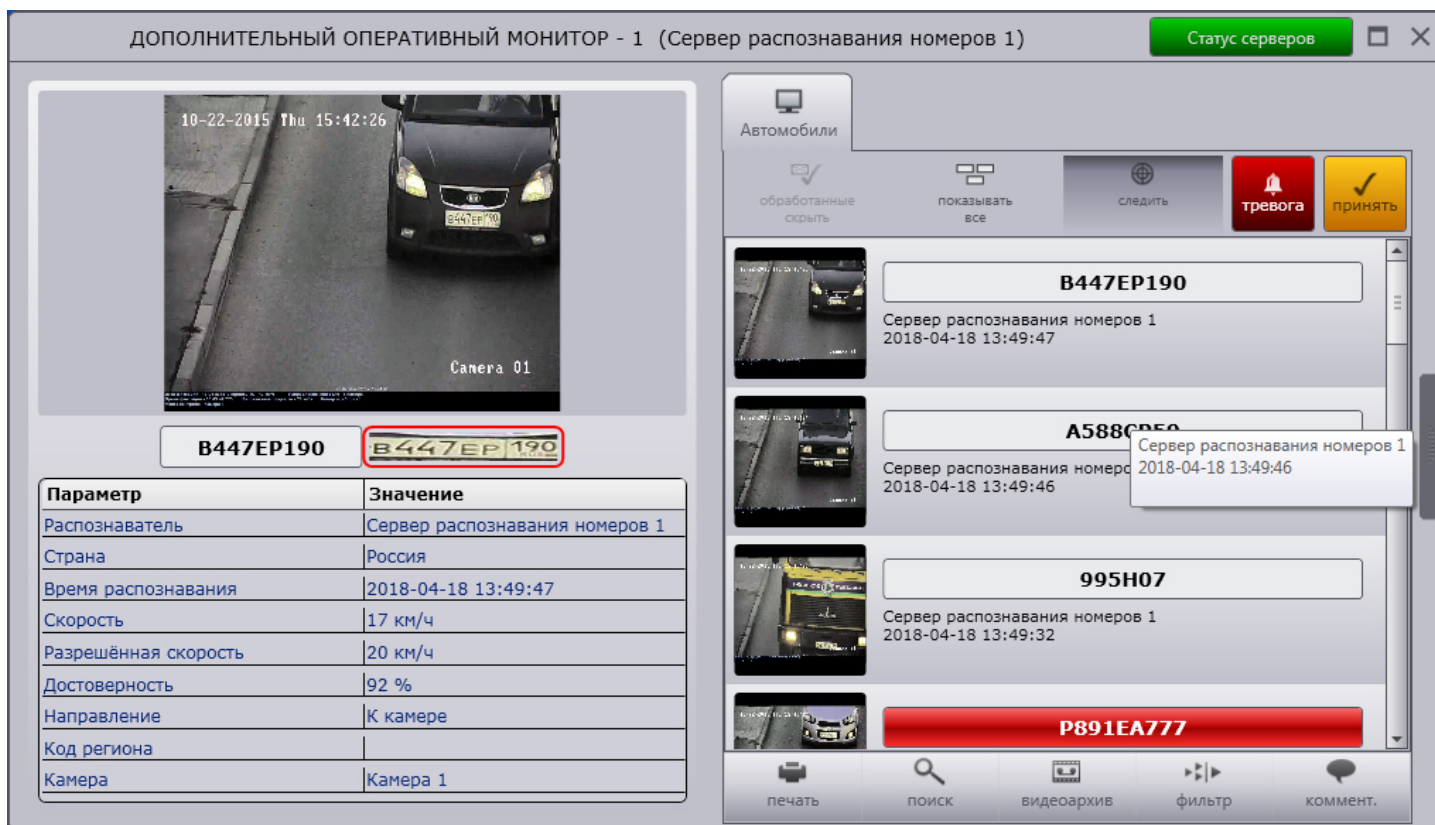 ДОПОЛНИТЕЛЬНЫЙ ОПЕРАТИВНЫЙ МОНИТОР - 1 (Сервер распознавания номеров 1)
Статус серверов
10-22-2015 Thu 15:42:26
В447ЕР 190
Camera 01
B447EP190
В447ЕР 190
Параметр Значение
Распознаватель Сервер распознавания номеров 1
Страна Россия
Время распознавания 2018-04-18 13:49:47
Скорость 17 км/ч
Разрешённая скорость 20 км/ч
Достоверность 92 %
Направление К камере
Код региона
Камера Камера 1
Автомобили
обработанные
скрыть
показывать
все
следить
тревога
принять
B447EP190
Сервер распознавания номеров 1
2018-04-18 13:49:47
Сервер распознавания
2018-04-18 13:49:46
Сервер распознавания номеров 1
2018-04-18 13:49:46
995H07
Сервер распознавания номеров 1
2018-04-18 13:49:32
P891EA777
печать
поиск
видеоархив
фильтр
коммент.